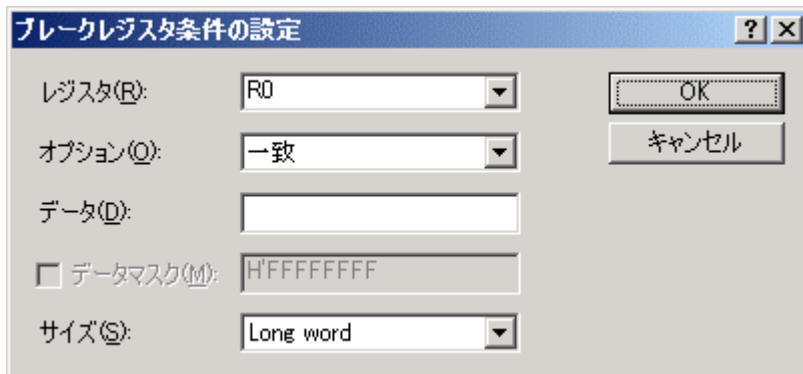 ブレークレジスタ条件の設定
レジスタ(R): R0 OK
オプション(O): 一致 キャンセル
データ(D):
データマスク(M): H'FFFFFFFF
サイズ(S): Long word